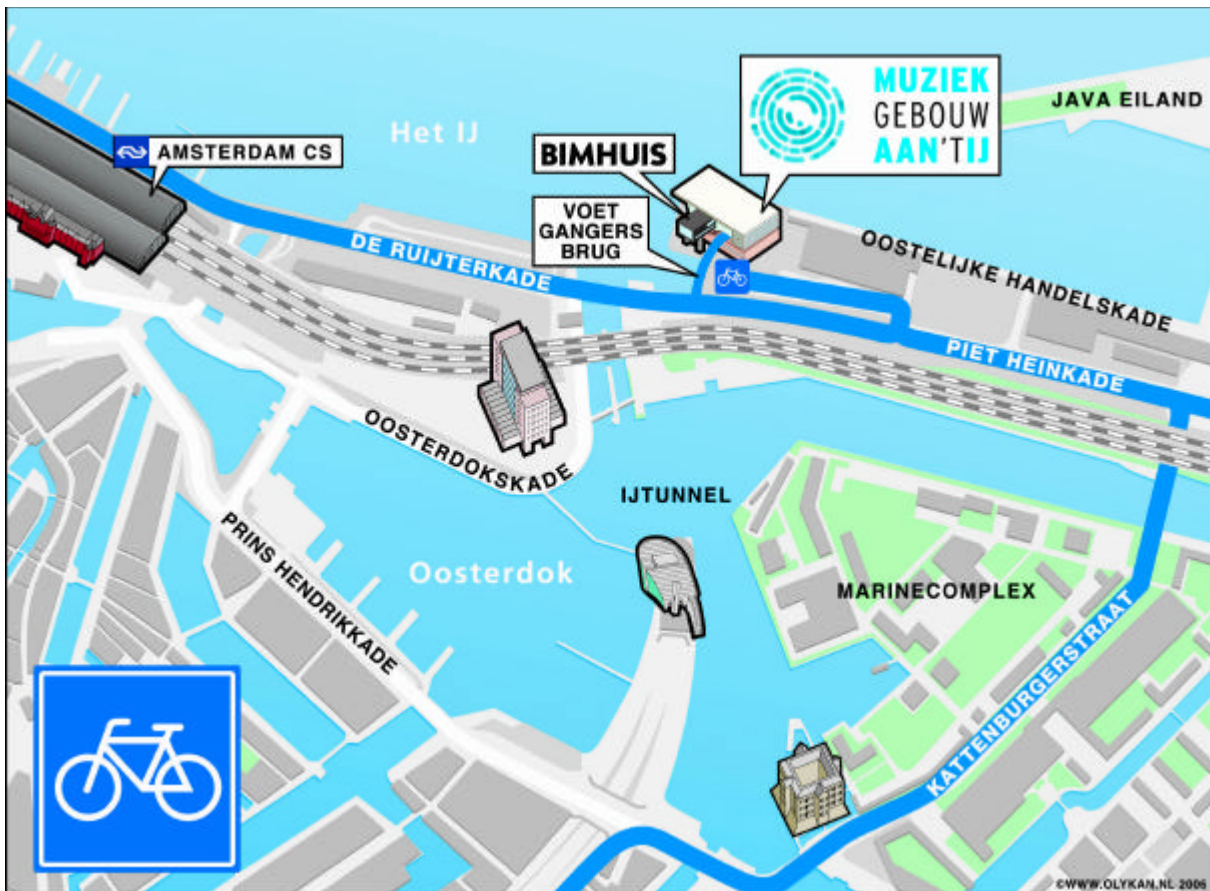 MUZIEK
GEBOUW
AAN'TIJ
JAVA EILAND
Het IJ
AMSTERDAM CS
BIMHUIS
VOET
GANGERS
BRUG
DE RUIJTERKADE
OOSTELIJKE HANDELSKADE
PIET HEINKADE
OOSTERDOKSKADE
IJTUNNEL
PRINS HENDRIKKADE
Oosterdok
MARINECOMPLEX
KATTENBURGERSTRAAT
©WWW.OLYKAN.NL 2006